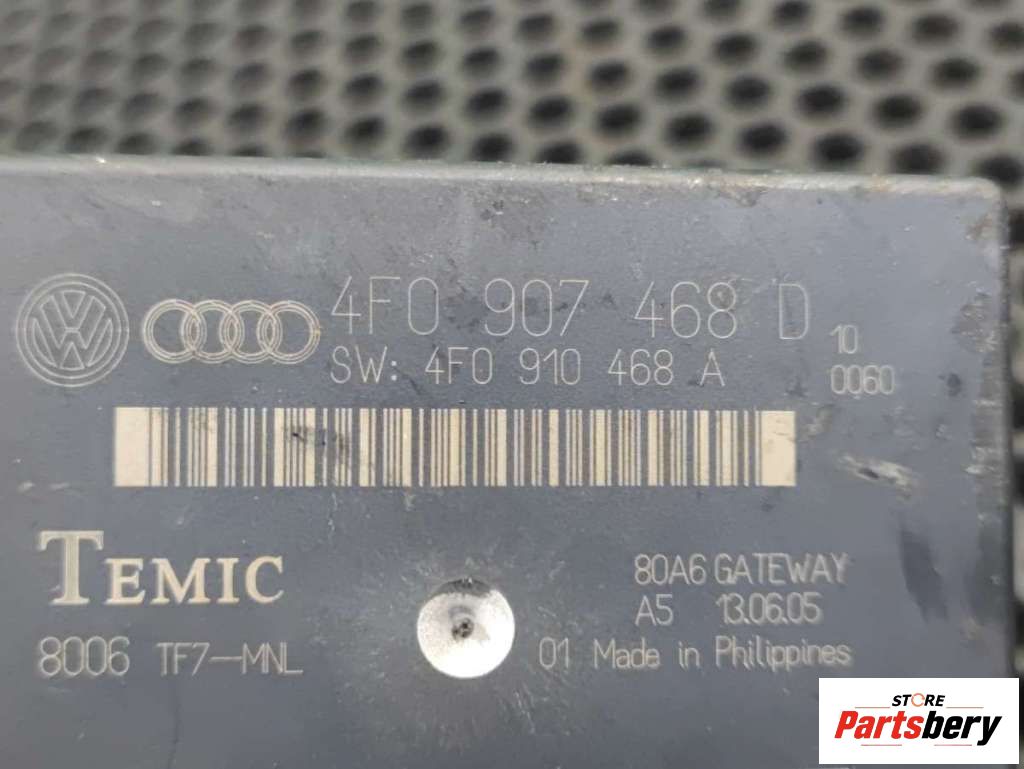 4F0 907 468 D
SW: 4F0 910 468 A
10
0060
TEMIC
8006 TF7-MNL
80A6 GATEWAY
A5 13.06.05
01 Made in Philippines
STORE
Partsbery